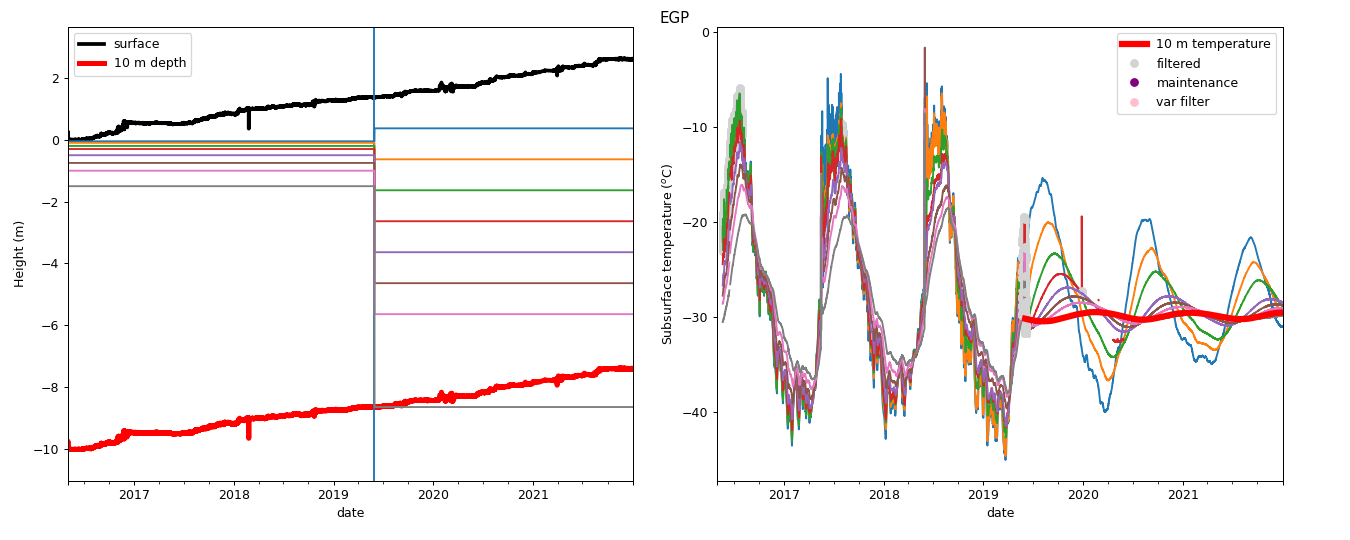 EGP
surface
10 m depth
Height (m)
2
0
−2
−4
−6
−8
−10
2017
2018
2019
2020
2021
date
10 m temperature
filtered
maintenance
var filter
Subsurface temperature (°C)
0
−10
−20
−30
−40
2017
2018
2019
2020
2021
date